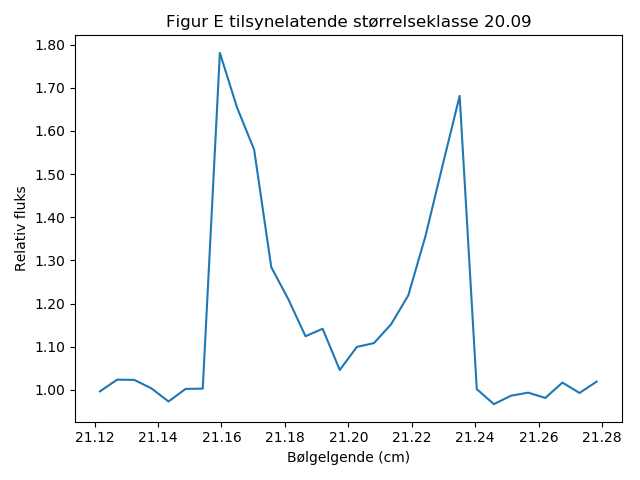 Figur E tilsynelatende størrelseklasse 20.09
1.80
1.70
1.60
1.50
1.40
1.30
1.20
1.10
1.00
Relativ fluks
21.12 21.14 21.16 21.18 21.20 21.22 21.24 21.26 21.28
Bølgelgende (cm)